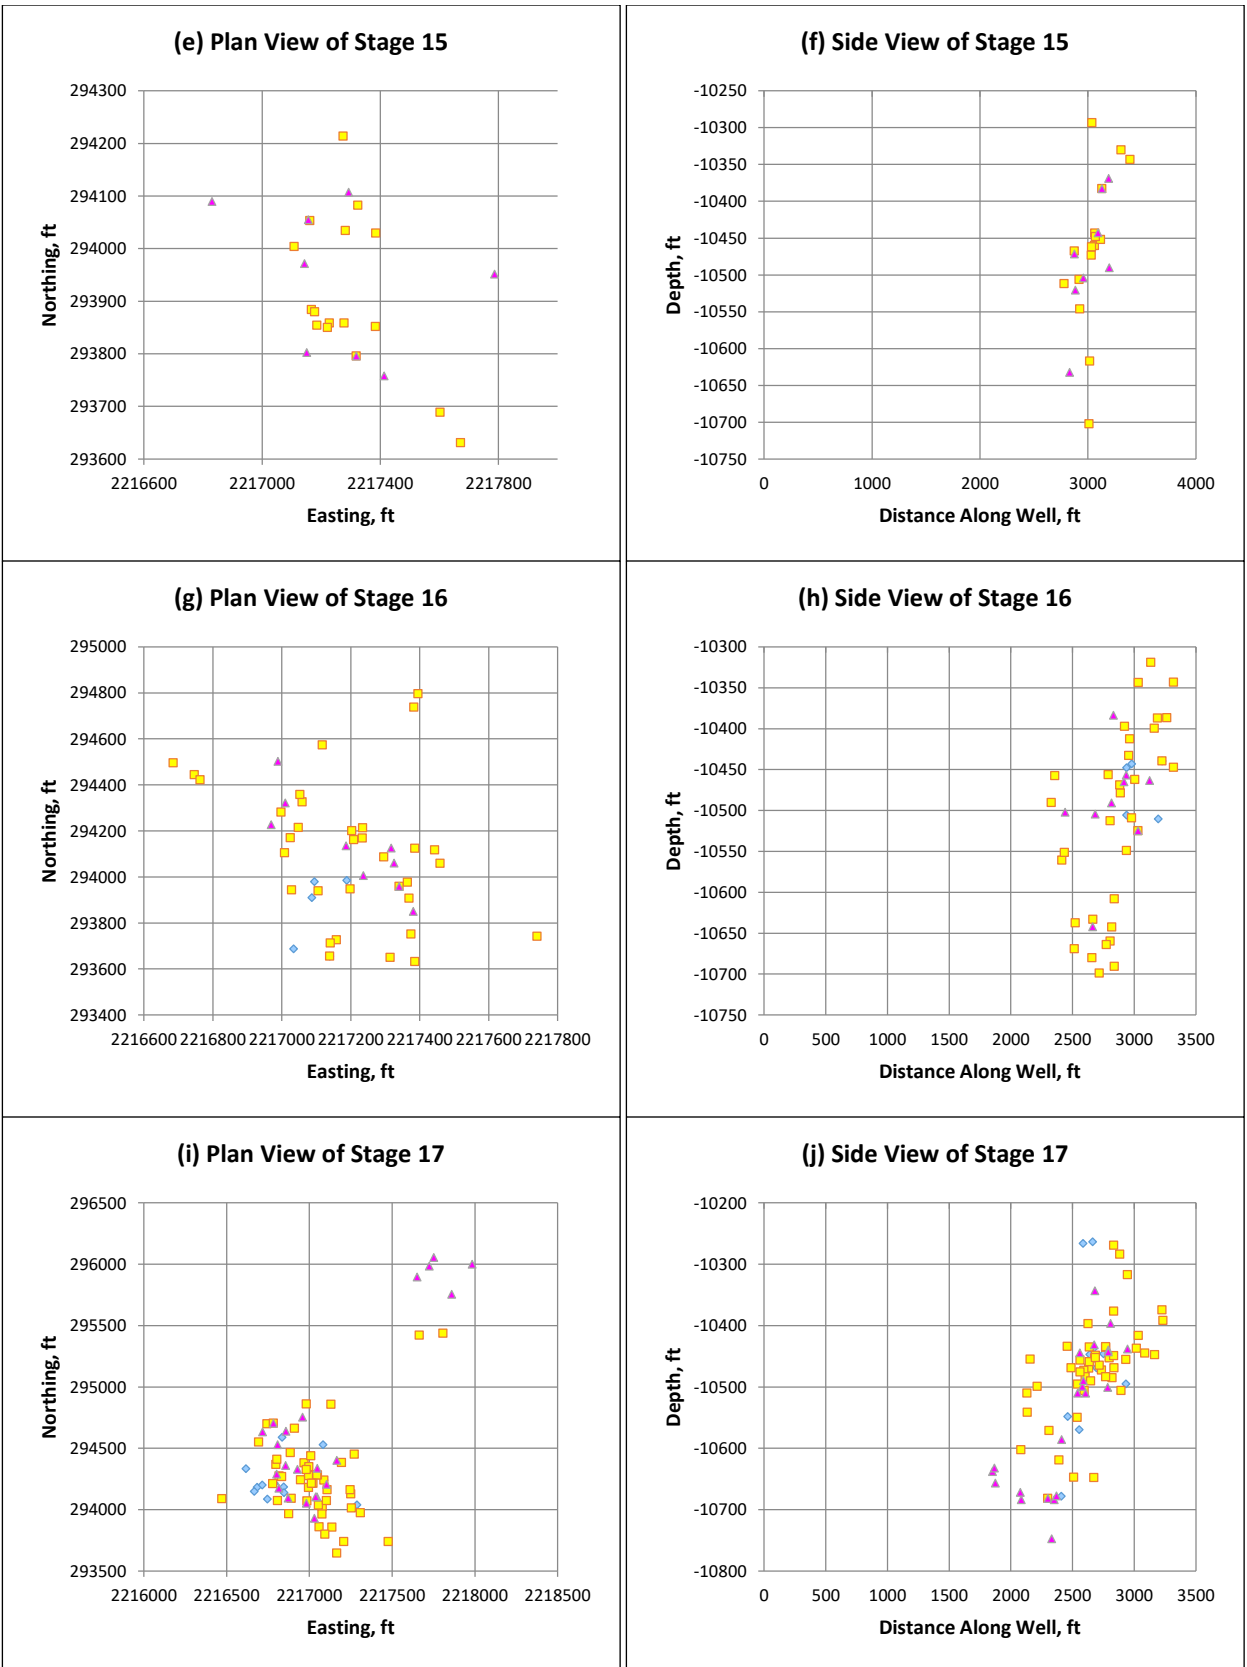 (e) Plan View of Stage 15
294300
294200
294100
294000
293900
293800
293700
293600
Northing, ft
2216600 2217000 2217400 2217800
Easting, ft
(f) Side View of Stage 15
-10250
-10300
-10350
-10400
-10450
-10500
-10550
-10600
-10650
-10700
-10750
Depth, ft
0 1000 2000 3000 4000
Distance Along Well, ft
(g) Plan View of Stage 16
295000
294800
294600
294400
294200
294000
293800
293600
293400
Northing, ft
2216600 2216800 2217000 2217200 2217400 2217600 2217800
Easting, ft
(h) Side View of Stage 16
-10300
-10350
-10400
-10450
-10500
-10550
-10600
-10650
-10700
-10750
Depth, ft
0 500 1000 1500 2000 2500 3000 3500
Distance Along Well, ft
(i) Plan View of Stage 17
296500
296000
295500
295000
294500
294000
293500
Northing, ft
2216000 2216500 2217000 2217500 2218000 2218500
Easting, ft
(j) Side View of Stage 17
-10200
-10300
-10400
-10500
-10600
-10700
-10800
Depth, ft
0 500 1000 1500 2000 2500 3000 3500
Distance Along Well, ft